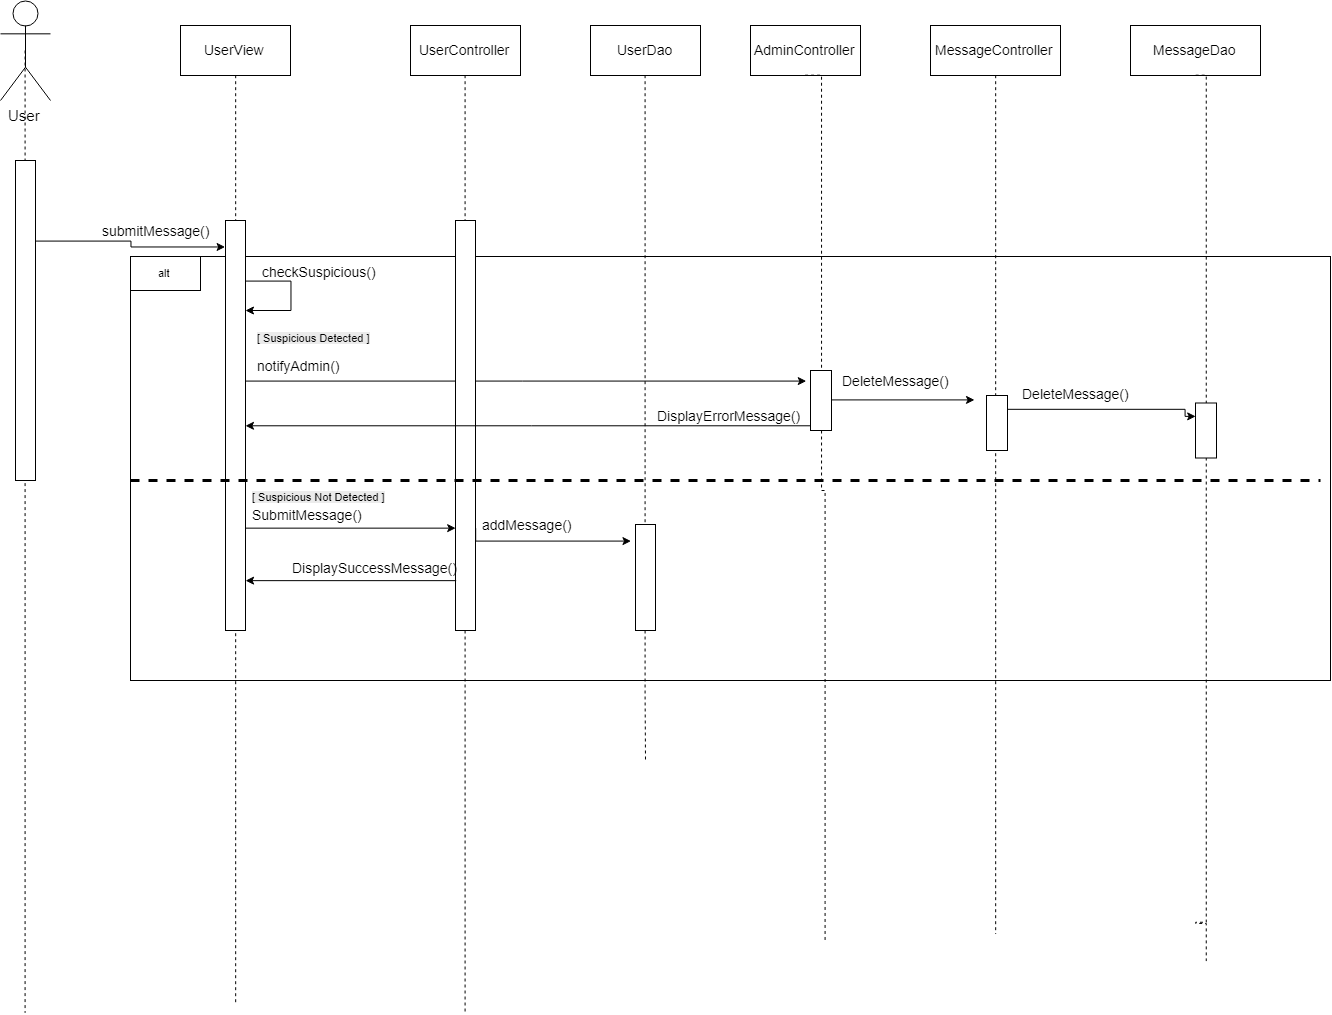 User
UserView
UserController
UserDao
AdminController
MessageController
MessageDao
submitMessage()
alt
checkSuspicious()
[ Suspicious Detected ]
notifyAdmin()
DeleteMessage()
DeleteMessage()
DisplayErrorMessage()
[ Suspicious Not Detected ]
SubmitMessage()
addMessage()
DisplaySuccessMessage()